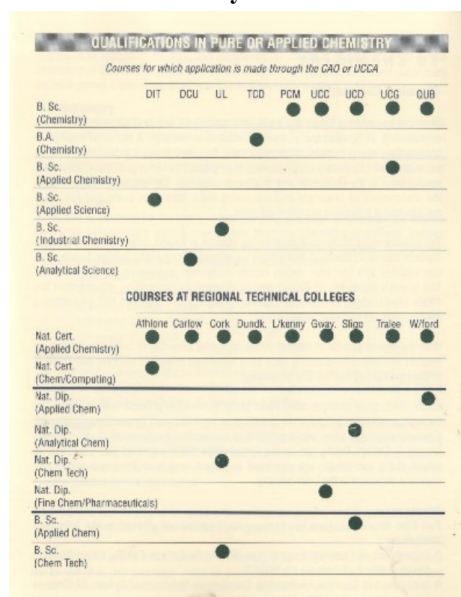 QUALIFICATIONS IN PURE OR APPLIED CHEMISTRY
Courses for which application is made through the CAO or UCCA
DIT DCU UL TCD PCM UCC UCD UCG QUB
B. Sc.
(Chemistry)
B.A.
(Chemistry)
B. Sc.
(Applied Chemistry)
B. Sc.
(Applied Science)
B. Sc.
(Industrial Chemistry)
B. Sc.
(Analytical Science)
COURSES AT REGIONAL TECHNICAL COLLEGES
Athlone Carlow Cork Dundk. L/kenny Gway. Sligo Tralee W/ford
Nat. Cert.
(Applied Chemistry)
Nat. Cert.
(Chem/Computing)
Nat. Dip.
(Applied Chem)
Nat. Dip.
(Analytical Chem)
Nat. Dip.
(Chem Tech)
Nat. Dip.
(Fine Chem/Pharmaceuticals)
B. Sc.
(Applied Chem)
B. Sc.
(Chem Tech)